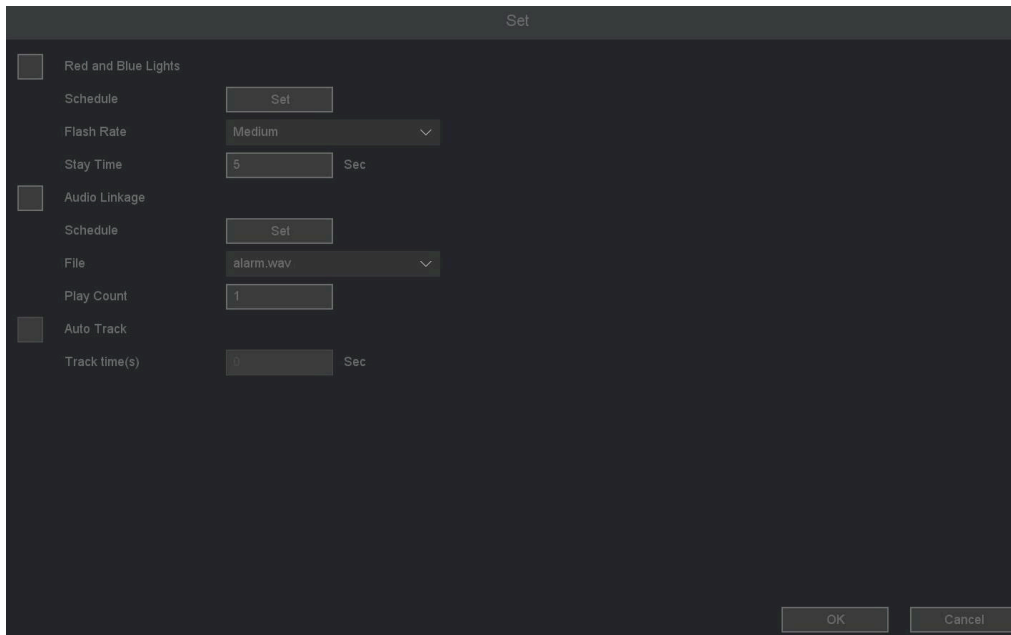 Set
Red and Blue Lights
Schedule Set
Flash Rate Medium
Stay Time 5 Sec
Audio Linkage
Schedule Set
File alarm.wav
Play Count 1
Auto Track
Track time(s) 0 Sec
OK Cancel